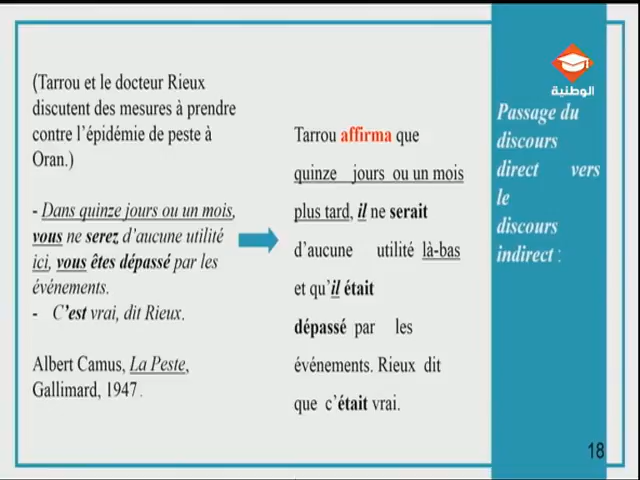 (Tarrou et le docteur Rieux
discutent des mesures à prendre
contre l'épidémie de peste à
Oran.)
- Dans quinze jours ou un mois,
vous ne serez d'aucune utilité
ici, vous êtes dépassé par les
événements.
- C'est vrai, dit Rieux.
Albert Camus, La Peste,
Gallimard, 1947.
Tarrou affirma que
quinze jours ou un mois
plus tard, il ne serait
d'aucune utilité là-bas
et qu'il était
dépassé par les
événements. Rieux dit
que c'était vrai.
الوطنية
Passage du
discours
direct vers
le
discours
indirect :
18